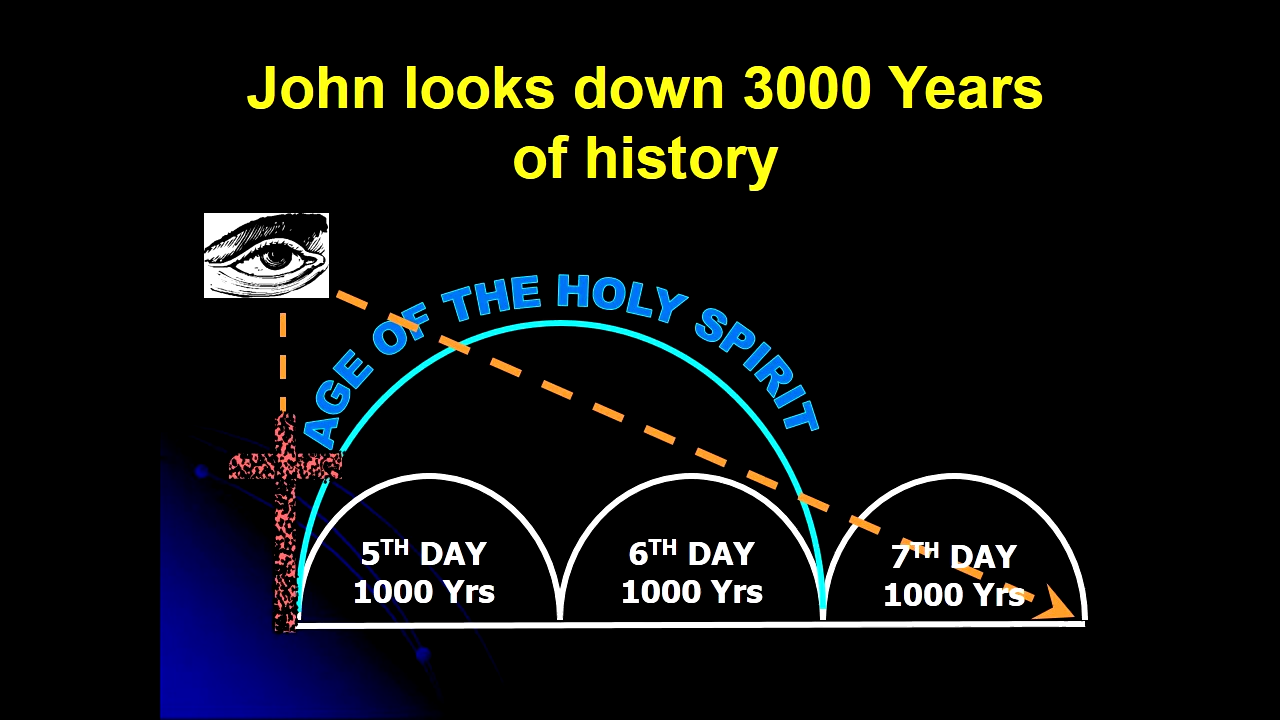 John looks down 3000 Years
of history
AGE OF THE HOLY SPIRIT
5TH DAY
1000 Yrs
6TH DAY
1000 Yrs
7TH DAY
1000 Yrs